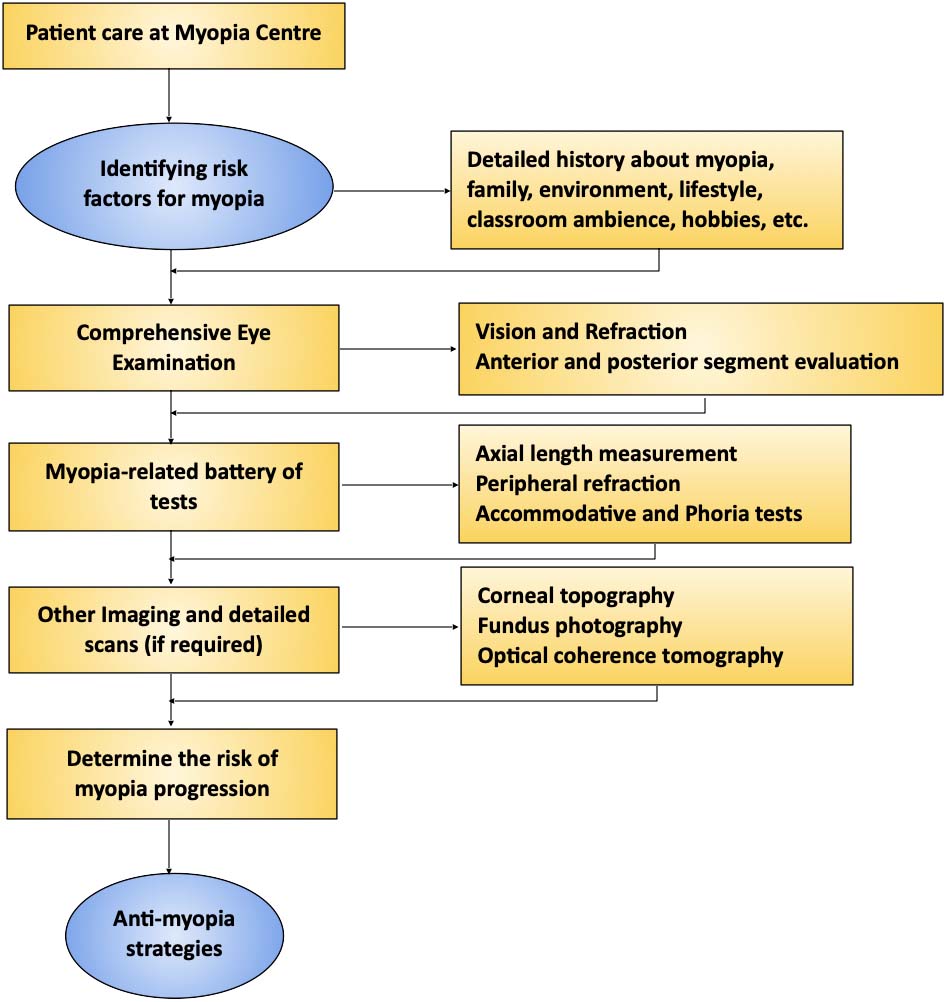 Patient care at Myopia Centre
Identifying risk
factors for myopia
Detailed history about myopia,
family, environment, lifestyle,
classroom ambience, hobbies, etc.
Comprehensive Eye
Examination
Vision and Refraction
Anterior and posterior segment evaluation
Myopia-related battery of
tests
Axial length measurement
Peripheral refraction
Accommodative and Phoria tests
Other Imaging and detailed
scans (if required)
Corneal topography
Fundus photography
Optical coherence tomography
Determine the risk of
myopia progression
Anti-myopia
strategies